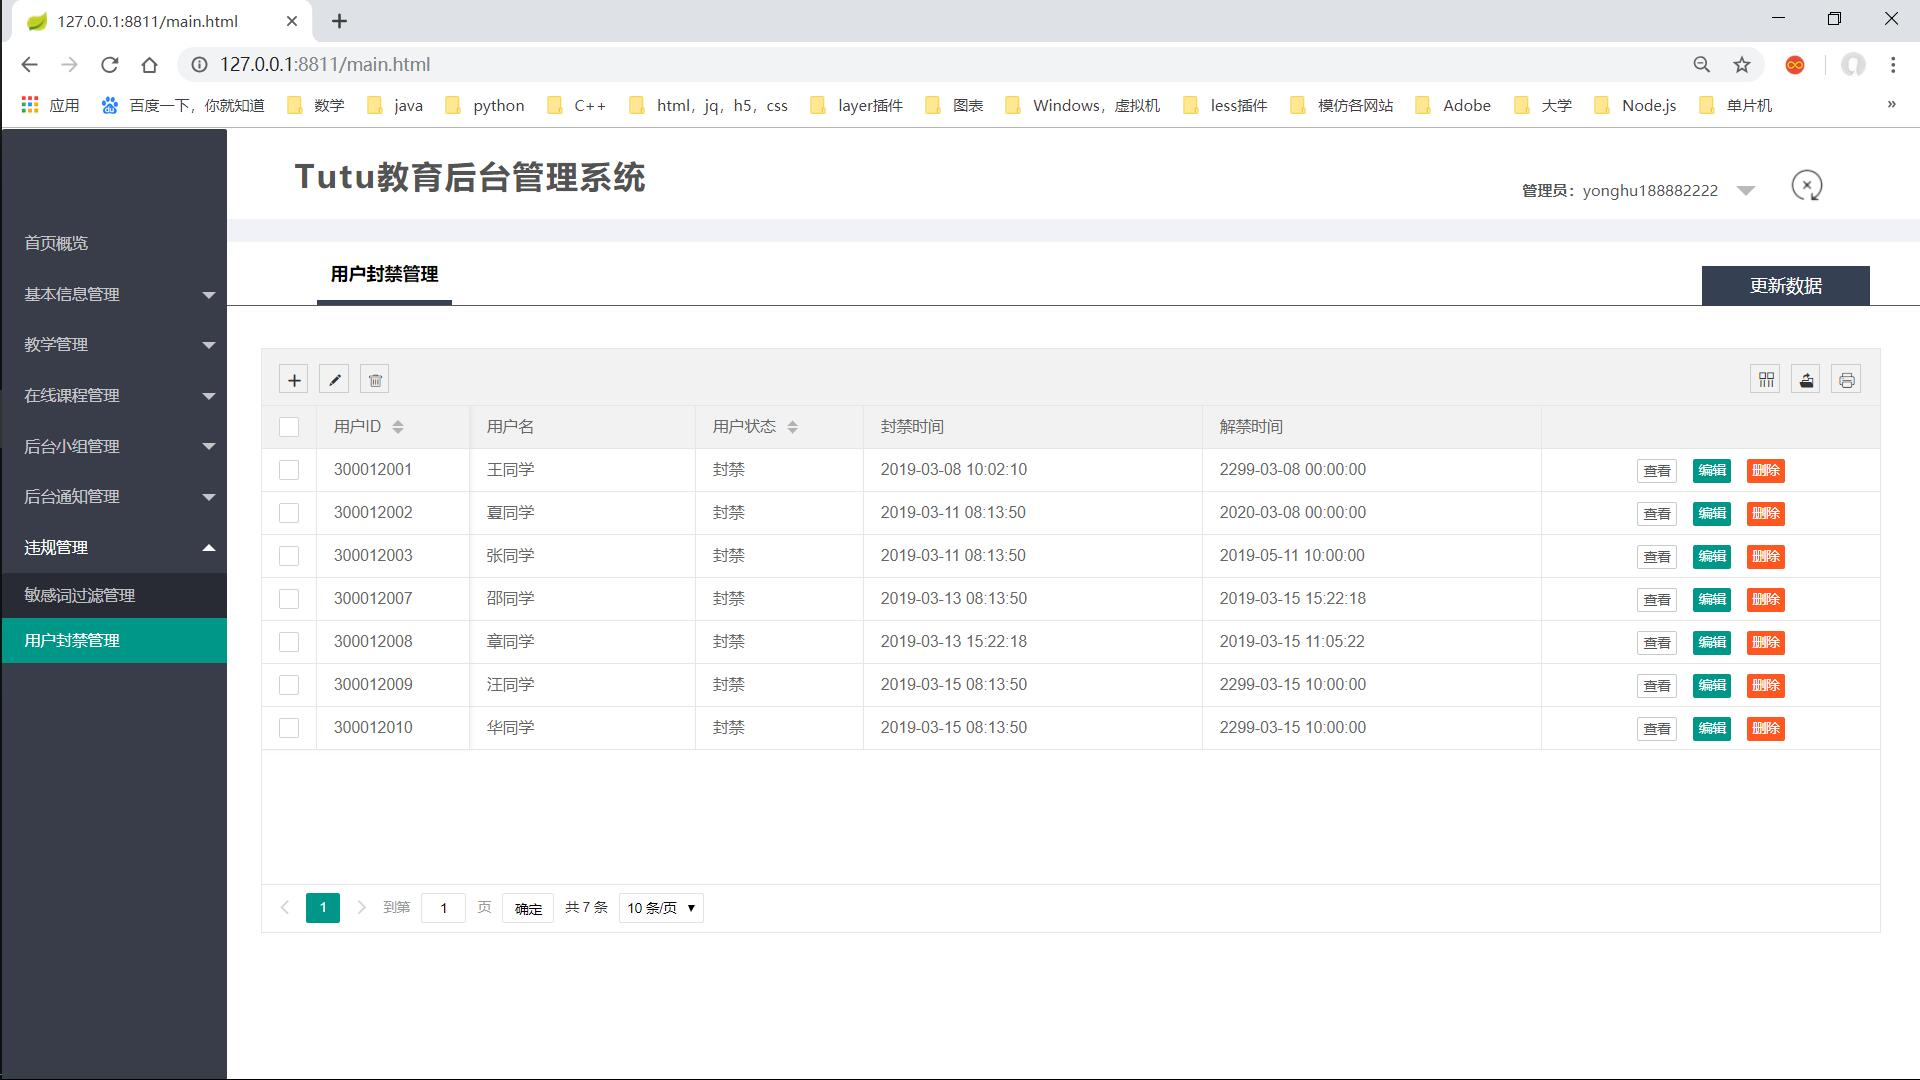 127.0.0.1:8811/main.html
127.0.0.1:8811/main.html
应用 百度一下，你就知道 数学 java python C++ html，jq，h5，css layer插件 图表 Windows，虚拟机 less插件 模仿各网站 Adobe 大学 Node.js 单片机 »
Tutu教育后台管理系统
管理员：yonghu188882222
首页概览
基本信息管理
教学管理
在线课程管理
后台小组管理
后台通知管理
违规管理
敏感词过滤管理
用户封禁管理
用户封禁管理
更新数据
用户ID 用户名 用户状态 封禁时间 解禁时间
300012001 王同学 封禁 2019-03-08 10:02:10 2299-03-08 00:00:00 查看 编辑 删除
300012002 夏同学 封禁 2019-03-11 08:13:50 2020-03-08 00:00:00 查看 编辑 删除
300012003 张同学 封禁 2019-03-11 08:13:50 2019-05-11 10:00:00 查看 编辑 删除
300012007 邵同学 封禁 2019-03-13 08:13:50 2019-03-15 15:22:18 查看 编辑 删除
300012008 章同学 封禁 2019-03-13 15:22:18 2019-03-15 11:05:22 查看 编辑 删除
300012009 汪同学 封禁 2019-03-15 08:13:50 2299-03-15 10:00:00 查看 编辑 删除
300012010 华同学 封禁 2019-03-15 08:13:50 2299-03-15 10:00:00 查看 编辑 删除
1 到第 1 页 确定 共 7 条 10 条/页